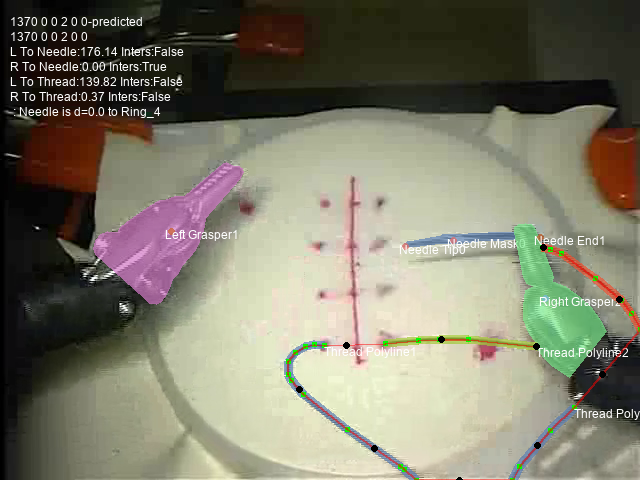 1370 0 0 2 0 0-predicted
1370 0 0 2 0 0
L To Needle:176.14 Inters:False
R To Needle:0.00 Inters:True
L To Thread:139.82 Inters:False
R To Thread:0.37 Inters:False
: Needle is d=0.0 to Ring_4
Left Grasper1
Needle Tip0
Needle Mask0
Needle End1
Right Grasper2
Thread Polyline1
Thread Polyline2
Thread Poly